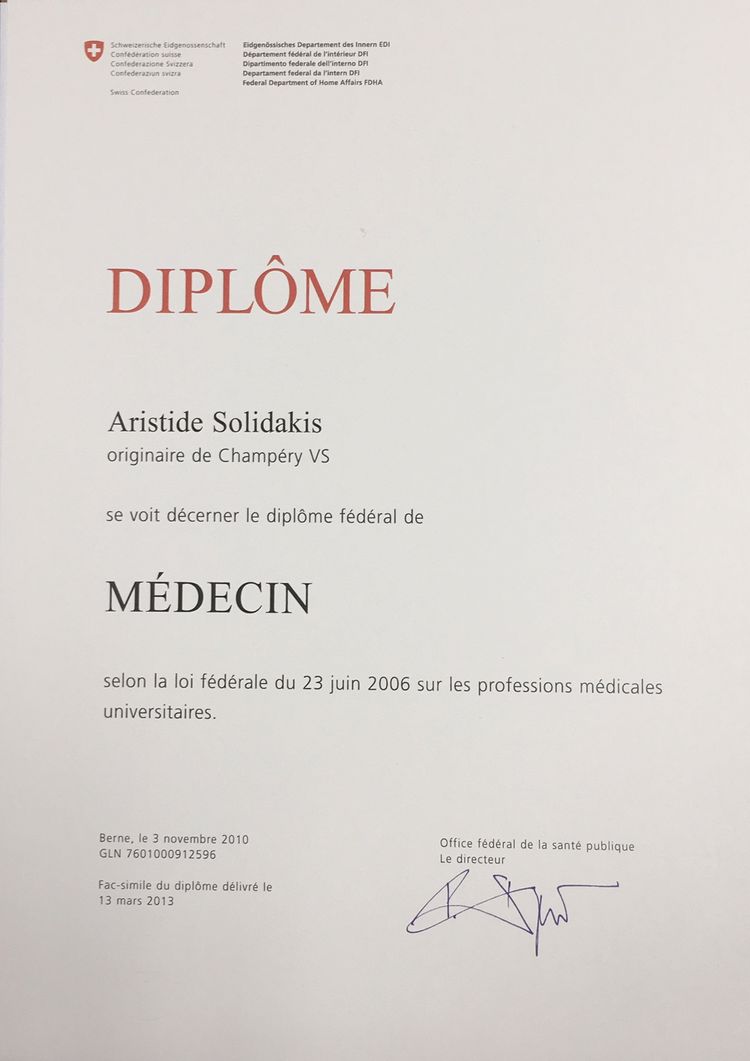 Schweizerische Eidgenossenschaft
Confédération suisse
Confederazione Svizzera
Confederaziun svizra
Swiss Confederation
Eidgenössisches Departement des Innern EDI
Département fédéral de l'intérieur DFI
Dipartimento federale dell'interno DFI
Departament federal da l'intern DFI
Federal Department of Home Affairs FDHA
DIPLÔME
Aristide Solidakis
originaire de Champéry VS
se voit décerner le diplôme fédéral de
MÉDECIN
selon la loi fédérale du 23 juin 2006 sur les professions médicales
universitaires.
Berne, le 3 novembre 2010
GLN 7601000912596
Fac-simile du diplôme délivré le
13 mars 2013
Office fédéral de la santé publique
Le directeur